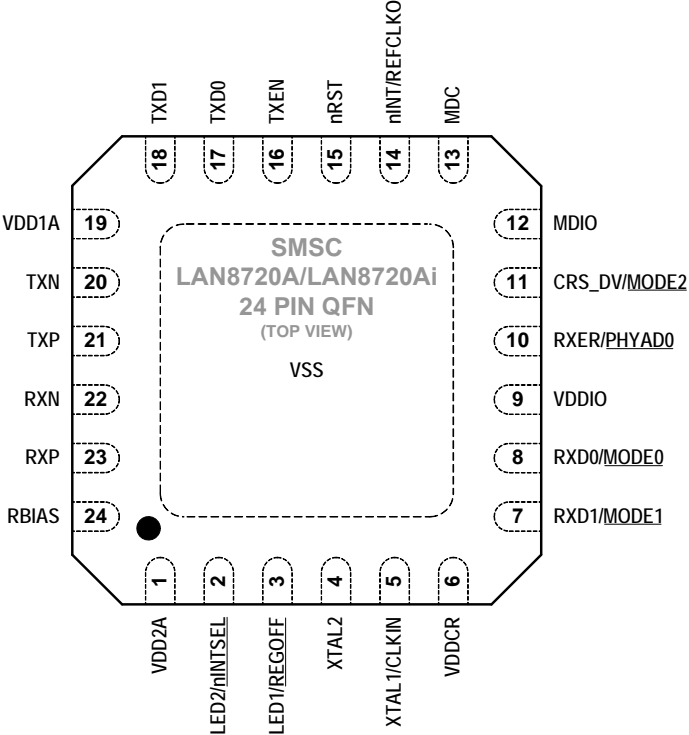 TXD1
TXD0
TXEN
nRST
nINT/REFCLKO
MDC
18
17
16
15
14
13
VDD1A 19
TXN 20
TXP 21
RXN 22
RXP 23
RBIAS 24
SMSC
LAN8720A/LAN8720Ai
24 PIN QFN
(TOP VIEW)
VSS
12 MDIO
11 CRS_DV/MODE2
10 RXER/PHYAD0
9 VDDIO
8 RXD0/MODE0
7 RXD1/MODE1
1
2
3
4
5
6
VDD2A
LED2/nINTSEL
LED1/REGOFF
XTAL2
XTAL1/CLKIN
VDDCR